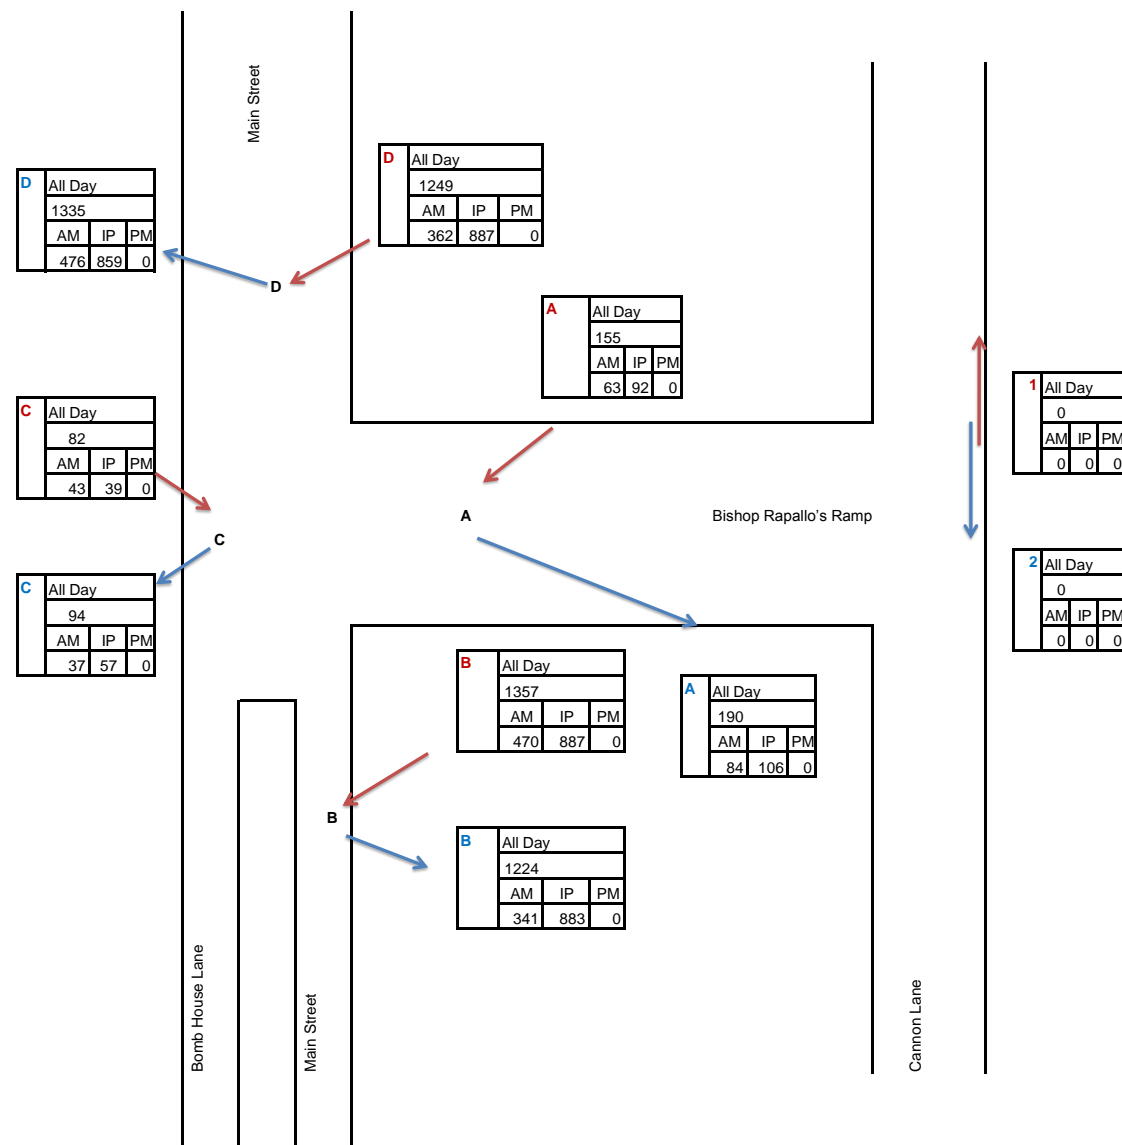 Main Street
D All Day
1249
AM IP PM
362 887 0
D All Day
1335
AM IP PM
476 859 0
D
A All Day
155
AM IP PM
63 92 0
C All Day
82
AM IP PM
43 39 0
1 All Day
0
AM IP PM
0 0 0
A
Bishop Rapallo’s Ramp
C
C All Day
94
AM IP PM
37 57 0
2 All Day
0
AM IP PM
0 0 0
B All Day
1357
AM IP PM
470 887 0
A All Day
190
AM IP PM
84 106 0
B
B All Day
1224
AM IP PM
341 883 0
Bomb House Lane
Main Street
Cannon Lane